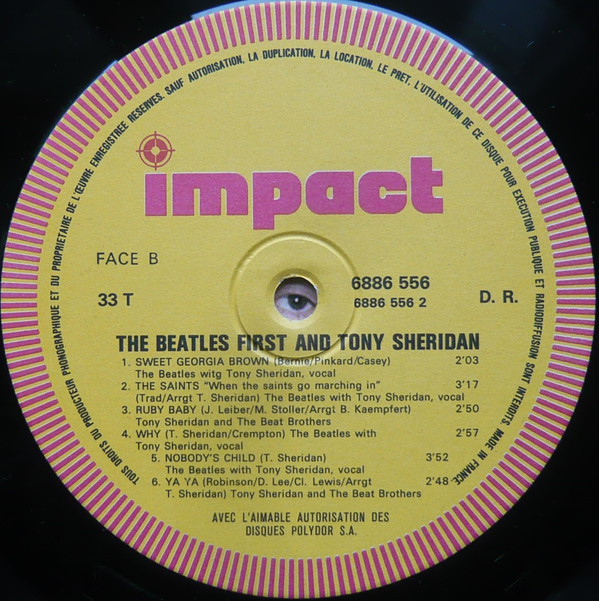 TOUS DROITS DU PRODUCTEUR PHONOGRAPHIQUE ET DU PROPRIETAIRE DE L'ŒUVRE ENREGISTREE RESERVES. SAUF AUTORISATION, LA DUPLICATION, LA LOCATION, LE PRET, L'UTILISATION DE CE DISQUE POUR EXECUTION PUBLIQUE ET RADIODIFFUSION SONT INTERDITS. MADE IN FRANCE
impact
FACE B
33 T
6886 556
6886 556 2
D. R.
THE BEATLES FIRST AND TONY SHERIDAN
1. SWEET GEORGIA BROWN (Bernie/Pinkard/Casey) 2'03
The Beatles witg Tony Sheridan, vocal
2. THE SAINTS "When the saints go marching in" 3'17
(Trad/Arrgt T. Sheridan) The Beatles with Tony Sheridan, vocal
3. RUBY BABY (J. Leiber/M. Stoller/Arrgt B. Kaempfert) 2'50
Tony Sheridan and The Beat Brothers
4. WHY (T. Sheridan/Crempton) The Beatles with 2'57
Tony Sheridan, vocal
5. NOBODY'S CHILD (T. Sheridan) 3'52
The Beatles with Tony Sheridan, vocal
6. YA YA (Robinson/D. Lee/Cl. Lewis/Arrgt 2'48
T. Sheridan) Tony Sheridan and The Beat Brothers
AVEC L'AIMABLE AUTORISATION DES
DISQUES POLYDOR S.A.